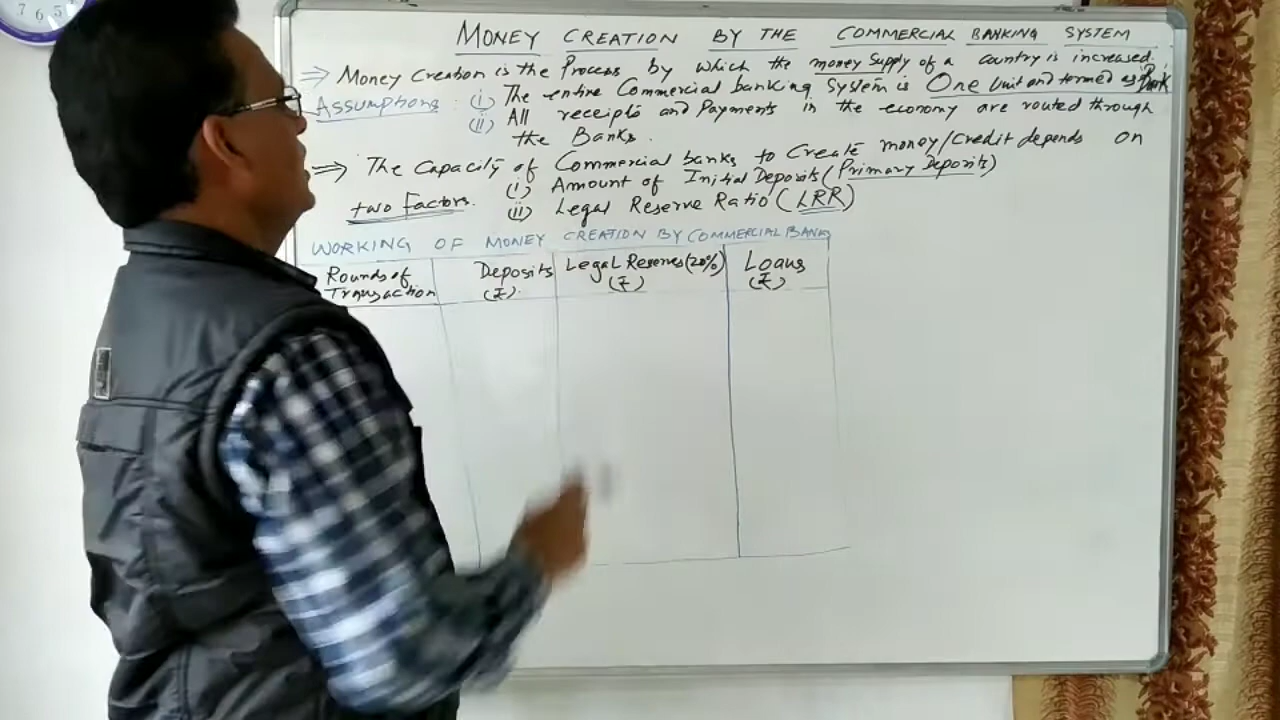 7 6 5
MONEY CREATION BY THE COMMERCIAL BANKING SYSTEM
⇒ Money Creation is the Process by which the money Supply of a country is increased.
Assumptions : (i) The entire Commercial banking System is One Unit and termed as 'Bank'
(ii) All receipts and Payments in the economy are routed through
the Banks.
⇒ The Capacity of Commercial banks to Create money/Credit depends on
two Factors. (i) Amount of Initial Deposits (Primary Deposits)
(ii) Legal Reserve Ratio (LRR)
WORKING OF MONEY CREATION BY COMMERCIAL BANK
Rounds of Transaction Deposits (₹). Legal Reserves (20%) (₹) Loans (₹)